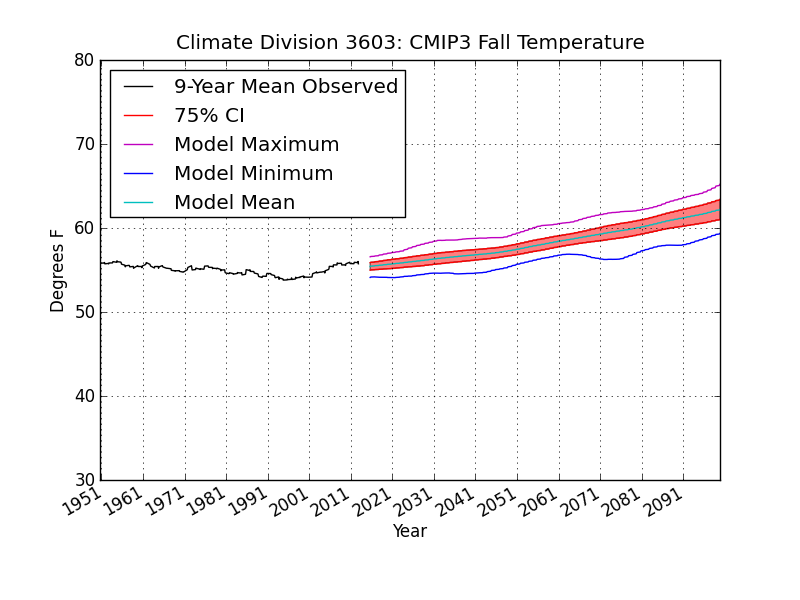 Climate Division 3603: CMIP3 Fall Temperature
80
70
60
50
40
30
Degrees F
9-Year Mean Observed
75% CI
Model Maximum
Model Minimum
Model Mean
1951 1961 1971 1981 1991 2001 2011 2021 2031 2041 2051 2061 2071 2081 2091
Year